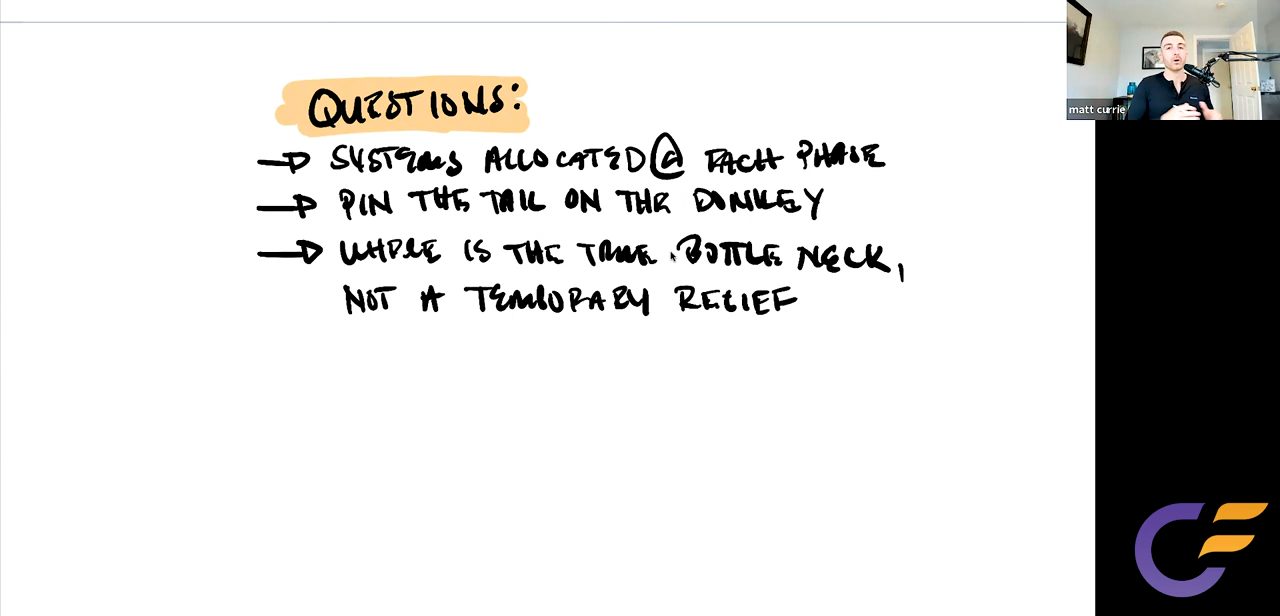 QUESTIONS:
→ SYSTEMS ALLOCATED @ EACH PHASE
→ PIN THE TAIL ON THE DONKEY
→ WHERE IS THE TRUE BOTTLE NECK,
NOT A TEMPORARY RELIEF
matt currie
CF